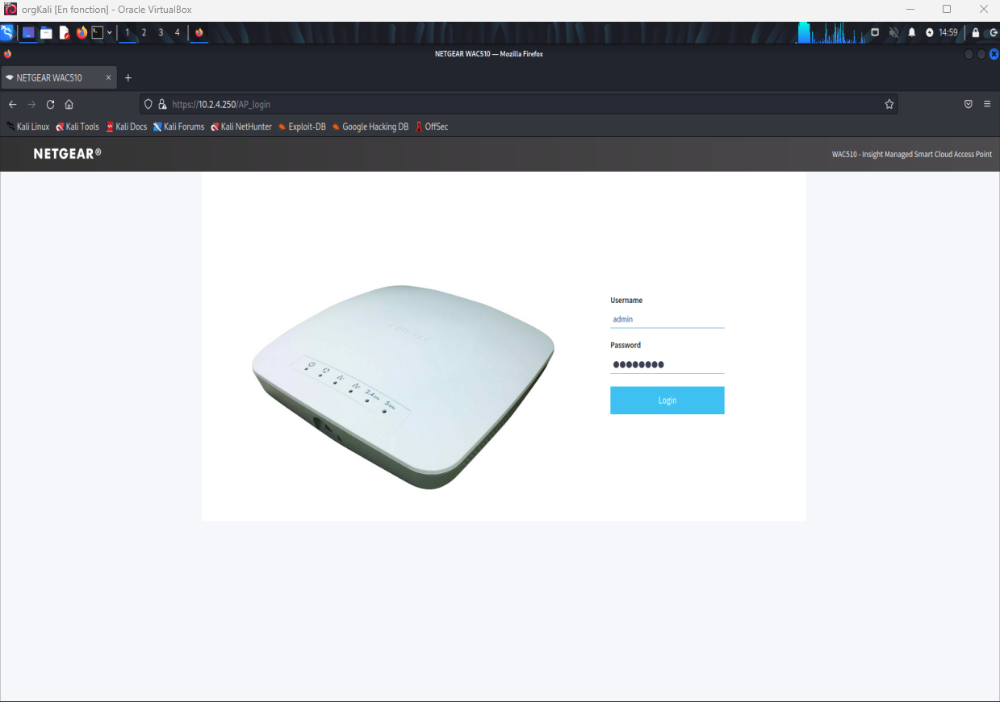 orgKali [En fonction] - Oracle VirtualBox
1 2 3 4 14:59
NETGEAR WAC510 — Mozilla Firefox
NETGEAR WAC510
https://10.2.4.250/AP_login
Kali Linux Kali Tools Kali Docs Kali Forums Kali NetHunter Exploit-DB Google Hacking DB OffSec
NETGEAR® WAC510 - Insight Managed Smart Cloud Access Point
Username
admin
Password
Login
NETGEAR
2.4GHz 5GHz